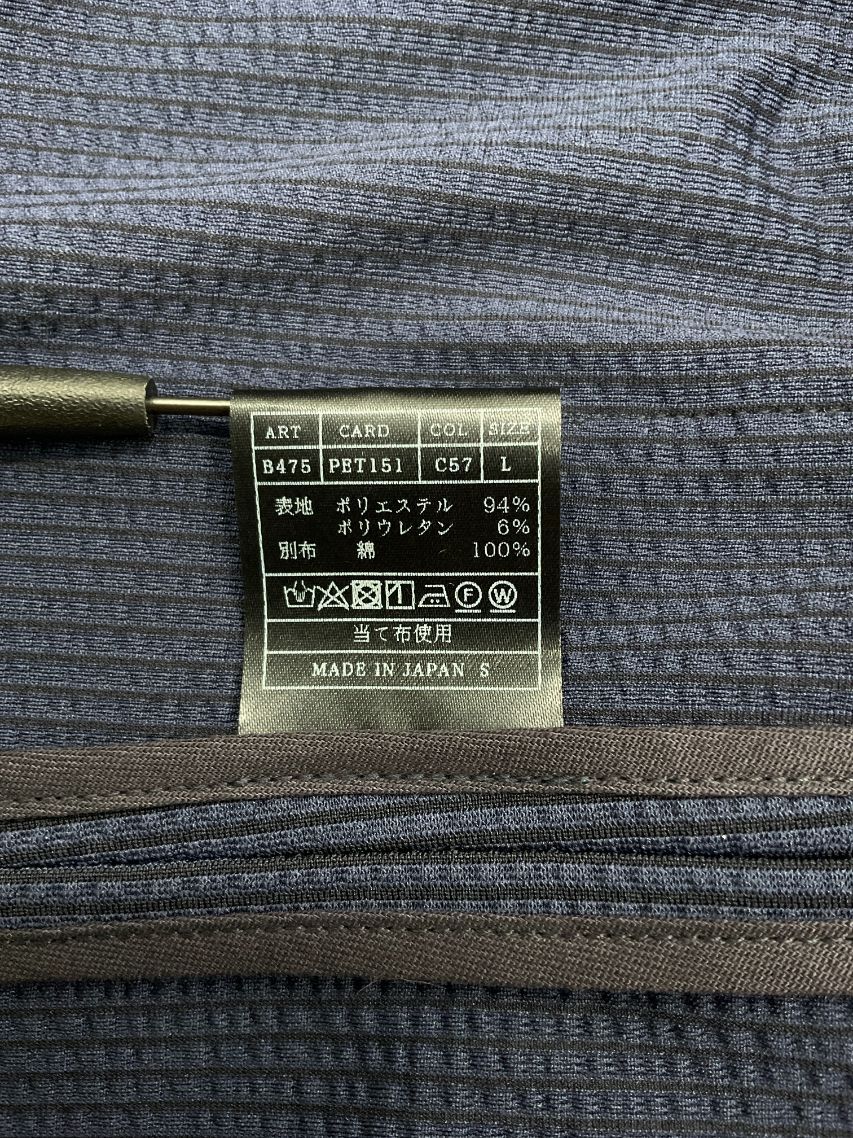 ART CARD COL SIZE
B475 PBT151 C57 L
表地 ポリエステル 94%
ポリウレタン 6%
別布 綿 100%
F W
当て布使用
MADE IN JAPAN S